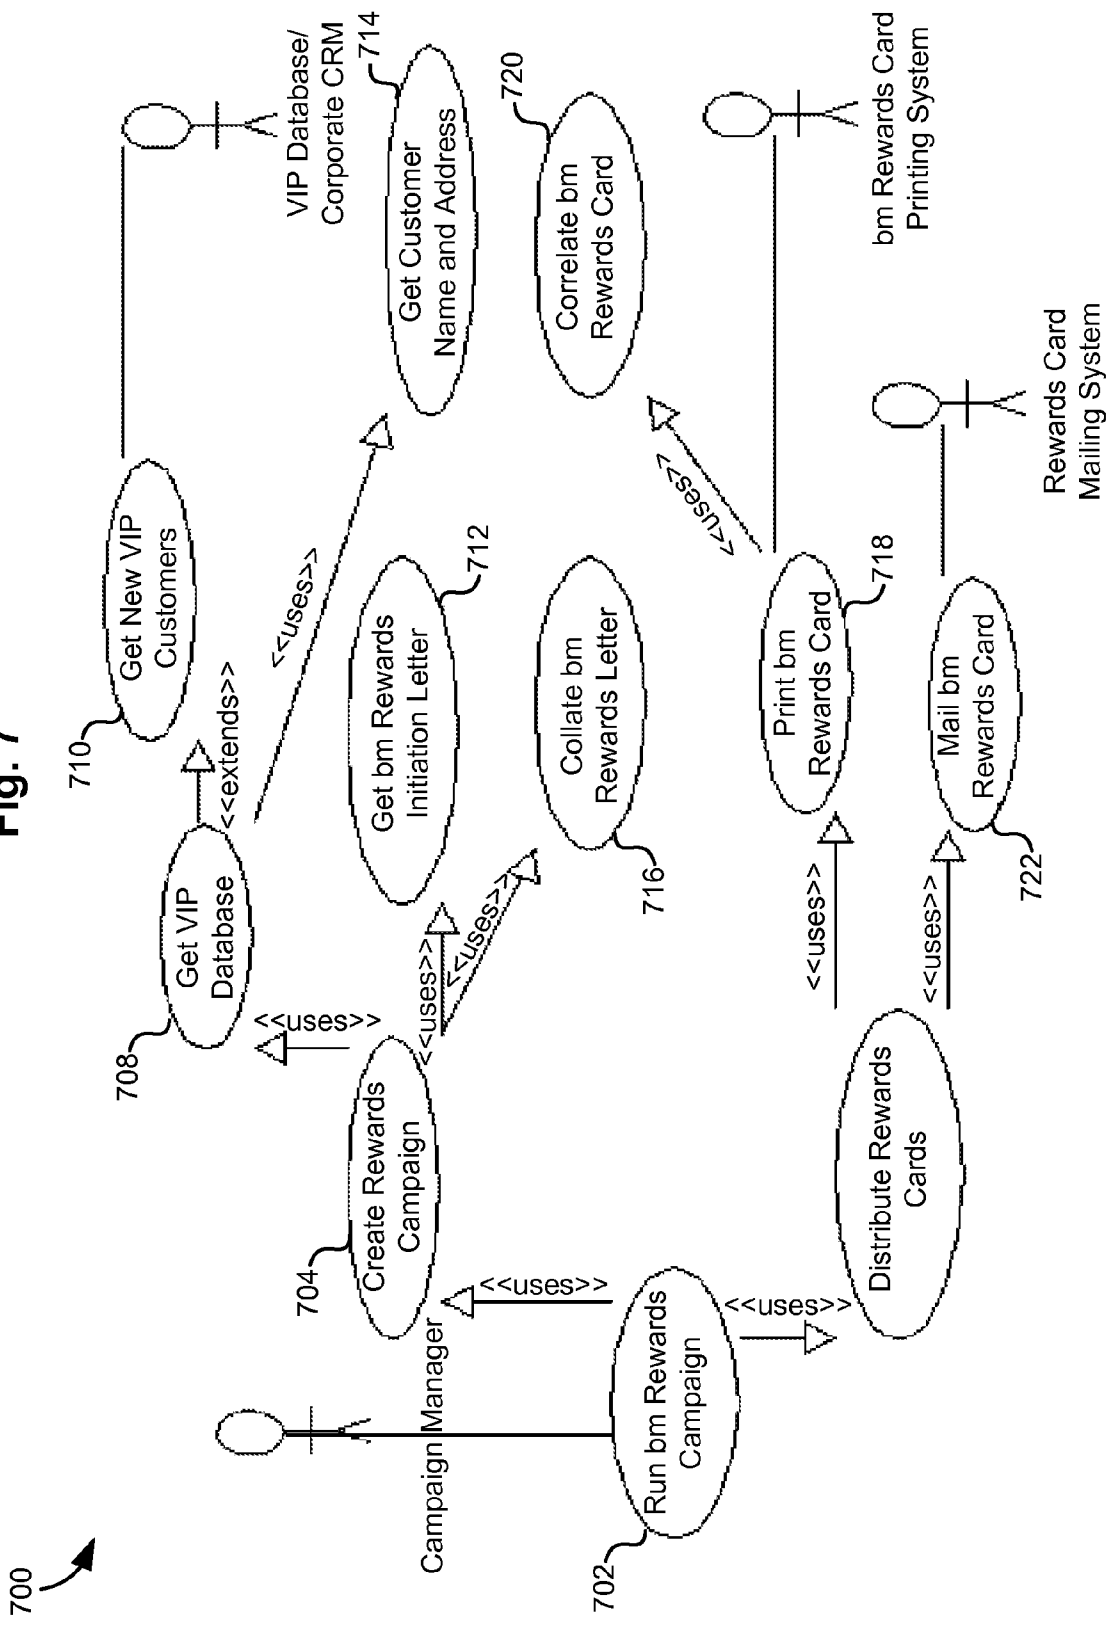 Fig. 7
700
710
Get New VIP
Customers
VIP Database/
Corporate CRM
708
Get VIP
Database
<<extends>>
<<uses>>
714
Get Customer
Name and Address
<<uses>>
704
Create Rewards
Campaign
<<uses>>
<<uses>>
Get bm Rewards
Initiation Letter
712
Campaign Manager
720
Correlate bm
Rewards Card
Collate bm
Rewards Letter
716
<<uses>>
702
Run bm Rewards
Campaign
<<uses>>
<<uses>>
Print bm
Rewards Card
718
bm Rewards Card
Printing System
<<uses>>
Distribute Rewards
Cards
<<uses>>
Mail bm
Rewards Card
722
Rewards Card
Mailing System